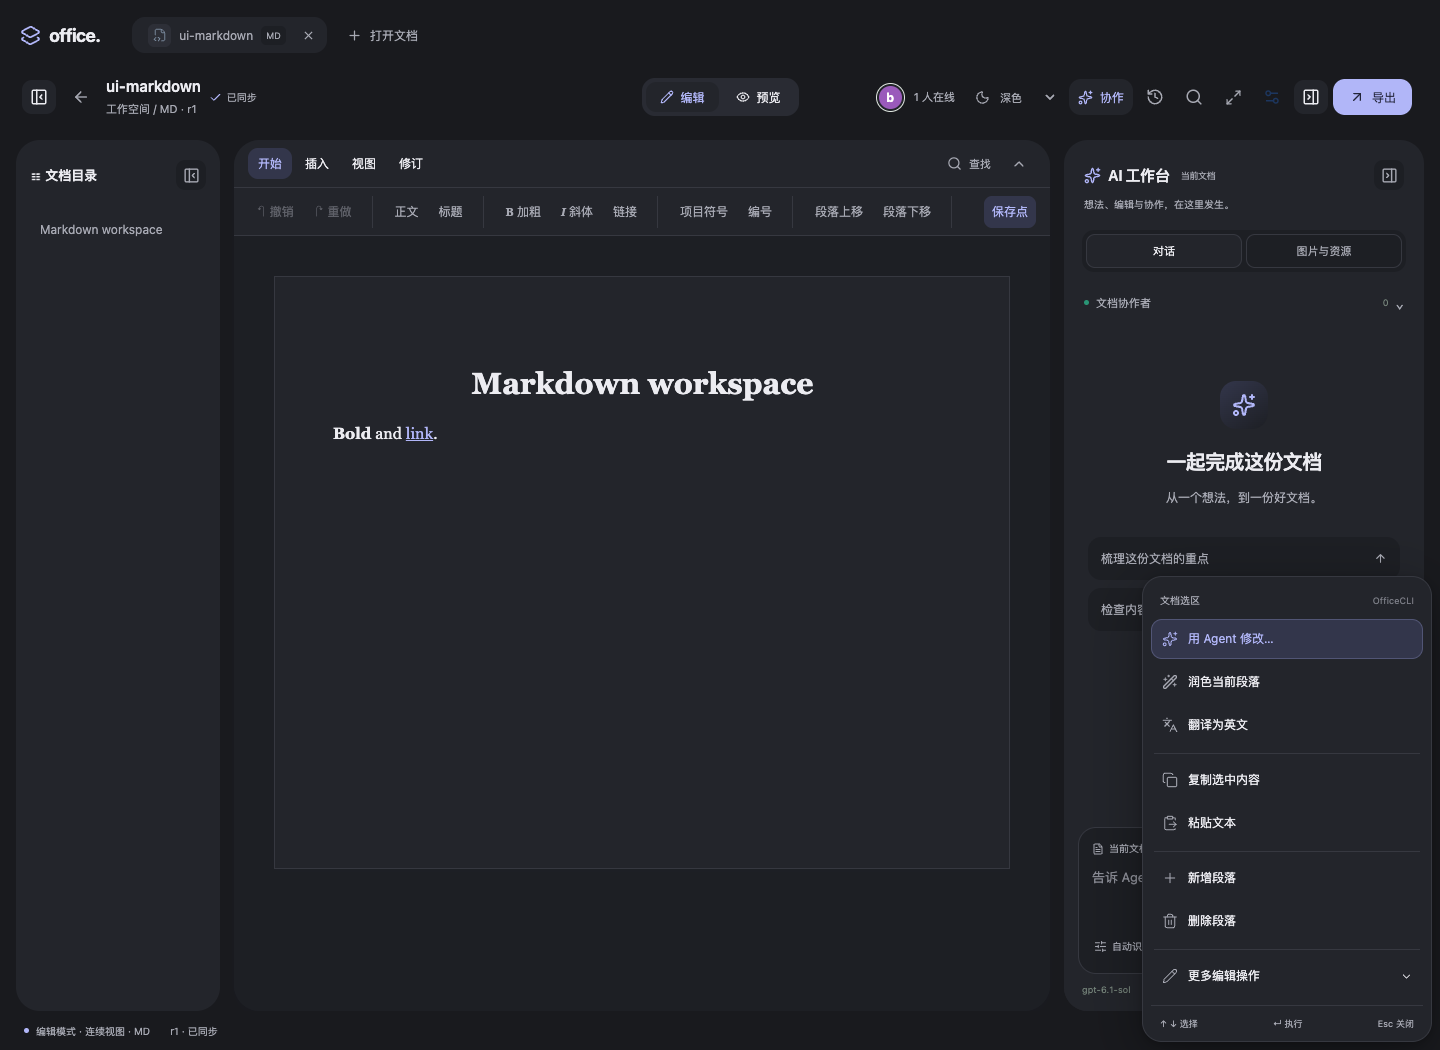 office.
ui-markdown MD
打开文档
ui-markdown
已同步
工作空间 / MD · r1
编辑
预览
b
1 人在线
深色
协作
导出
文档目录
Markdown workspace
开始 插入 视图 修订
查找
撤销 重做 正文 标题 B 加粗 I 斜体 链接 项目符号 编号 段落上移 段落下移 保存点
Markdown workspace
Bold and link.
AI 工作台 当前文档
想法、编辑与协作，在这里发生。
对话 图片与资源
文档协作者 0
一起完成这份文档
从一个想法，到一份好文档。
梳理这份文档的重点
检查内容
文档选区 OfficeCLI
用 Agent 修改...
润色当前段落
翻译为英文
复制选中内容
粘贴文本
新增段落
删除段落
更多编辑操作
↑ ↓ 选择 ↵ 执行 Esc 关闭
当前文档
告诉 Age
自动识
gpt-6.1-sol
编辑模式 · 连续视图 · MD r1 · 已同步